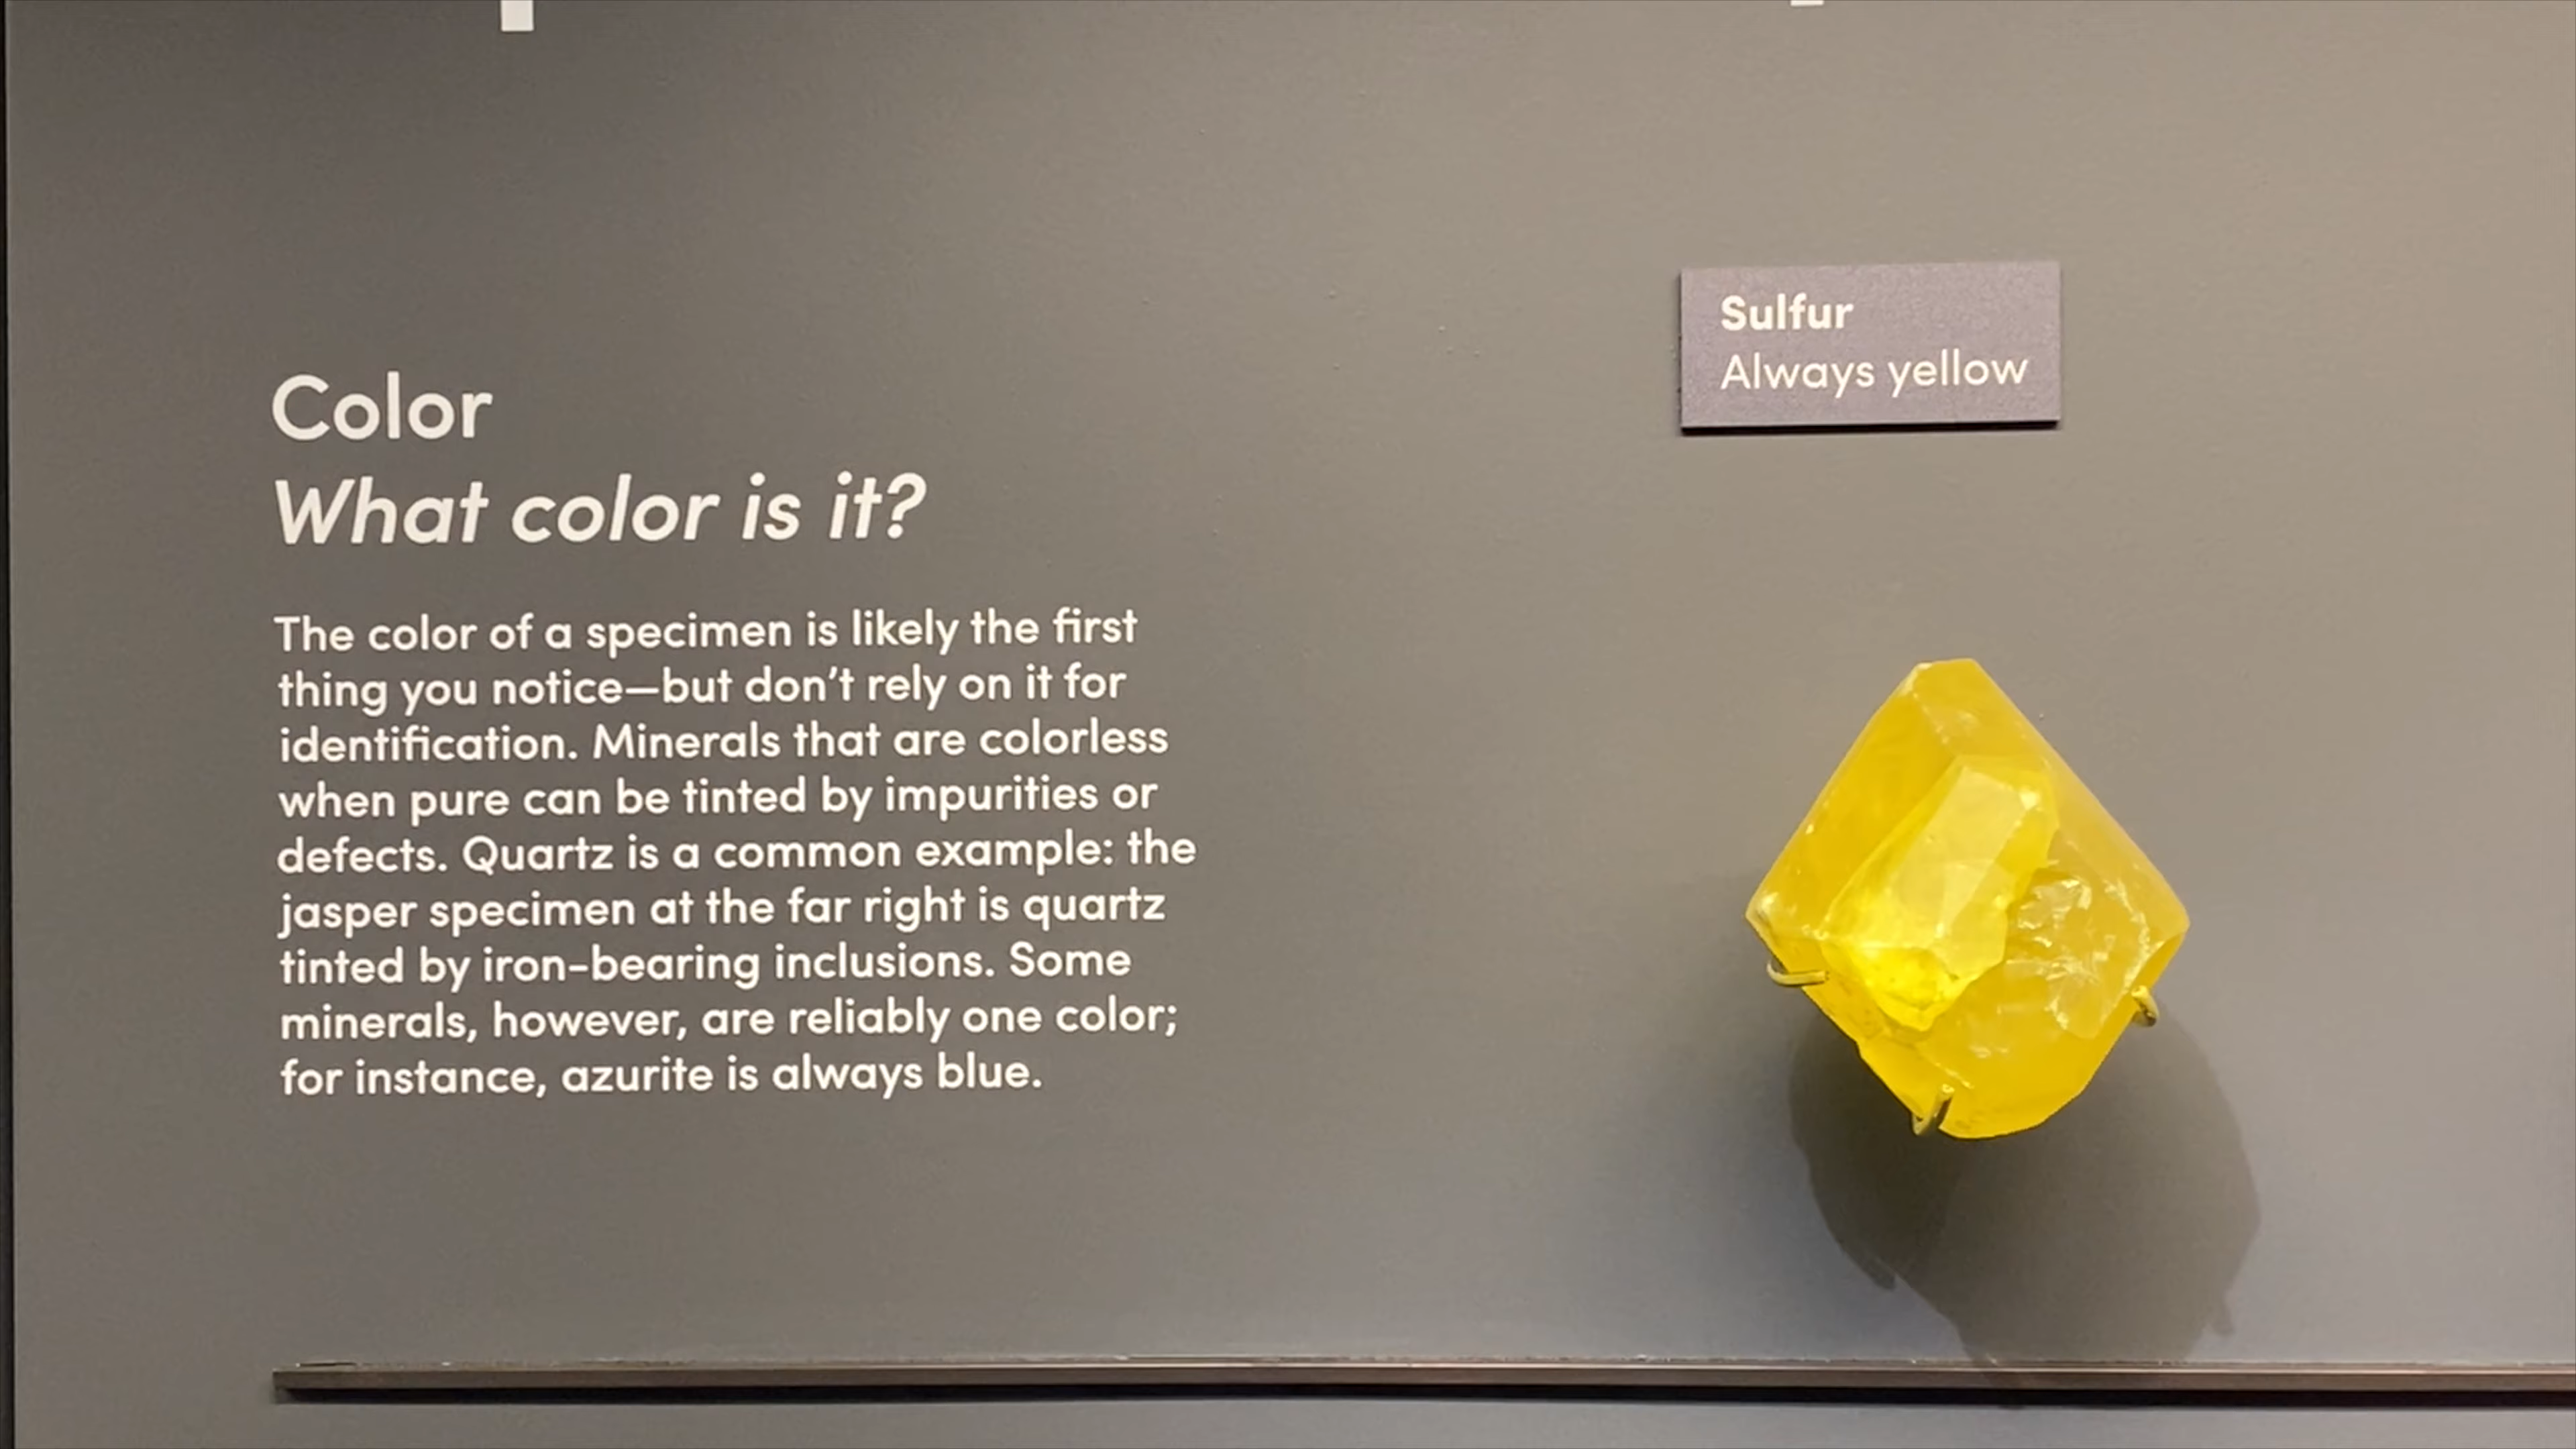 Color
What color is it?
The color of a specimen is likely the first
thing you notice—but don't rely on it for
identification. Minerals that are colorless
when pure can be tinted by impurities or
defects. Quartz is a common example: the
jasper specimen at the far right is quartz
tinted by iron-bearing inclusions. Some
minerals, however, are reliably one color;
for instance, azurite is always blue.
Sulfur
Always yellow